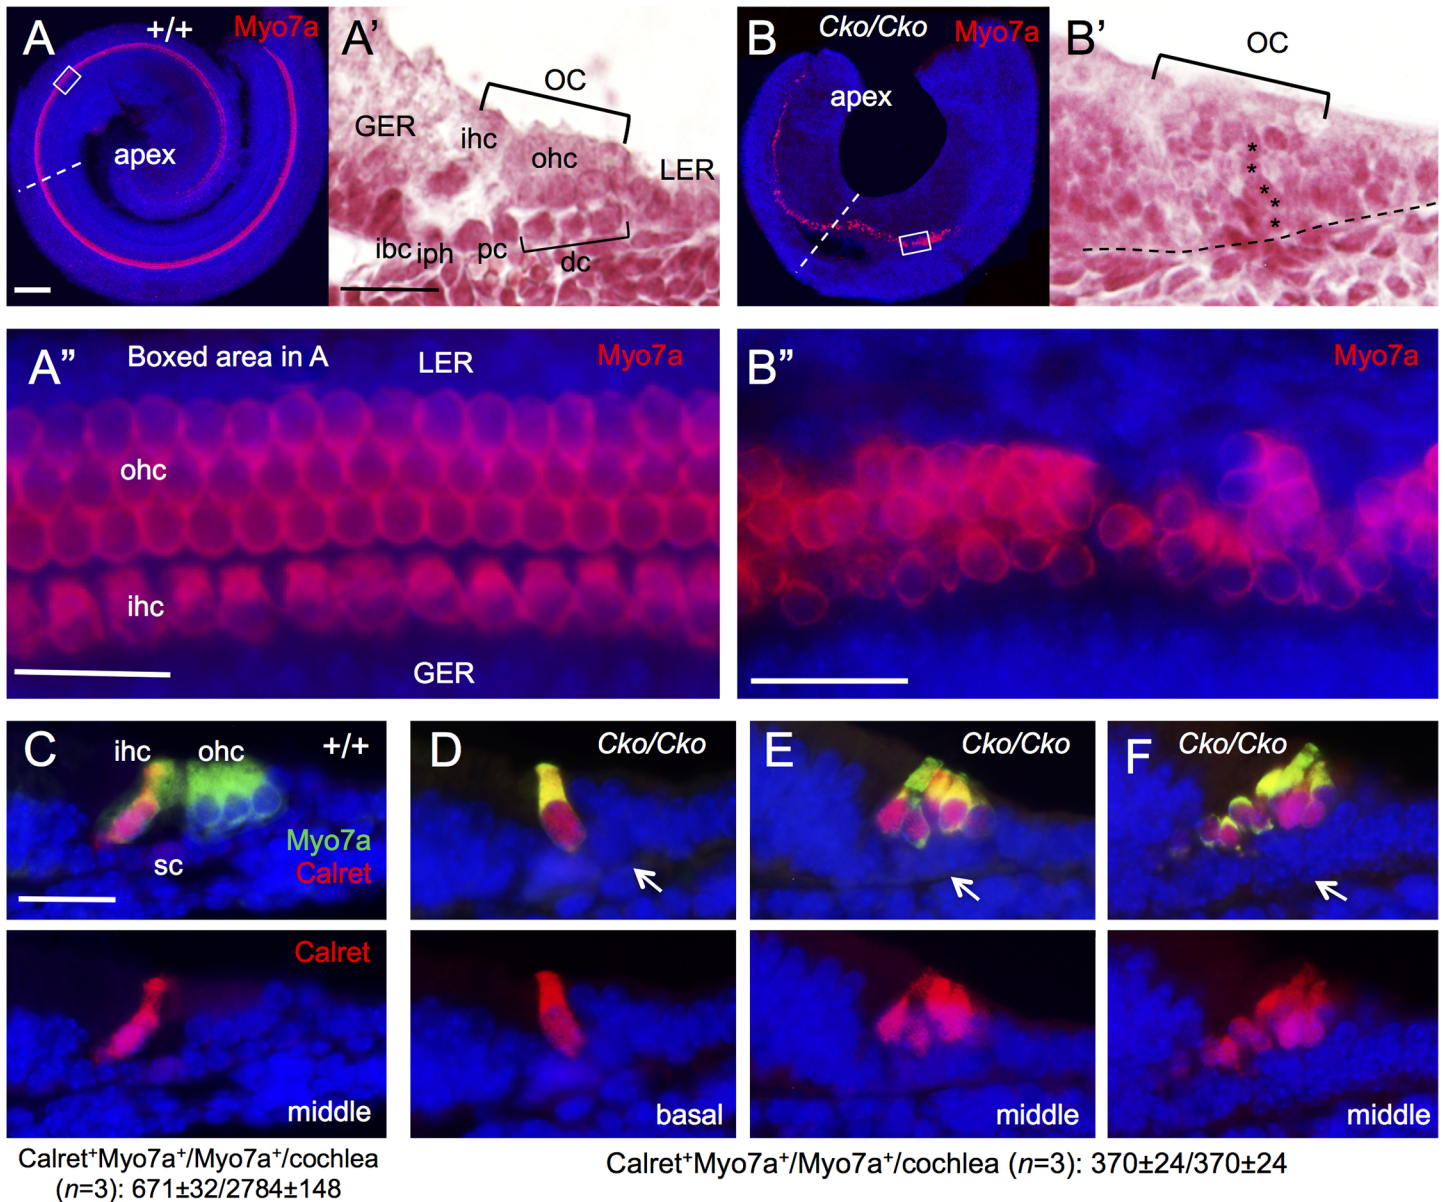 A
+/+
Myo7a
apex
A’
OC
GER
ihc
ohc
LER
ibc
iph
pc
dc
B
Cko/Cko
Myo7a
apex
B’
OC
*
*
*
*
*
A”
Boxed area in A
LER
Myo7a
ohc
ihc
GER
B”
Myo7a
C
ihc
ohc
+/+
Myo7a
Calret
sc
D
Cko/Cko
E
Cko/Cko
F
Cko/Cko
Calret
middle
basal
middle
middle
Calret⁺Myo7a⁺/Myo7a⁺/cochlea
(n=3): 671±32/2784±148
Calret⁺Myo7a⁺/Myo7a⁺/cochlea (n=3): 370±24/370±24